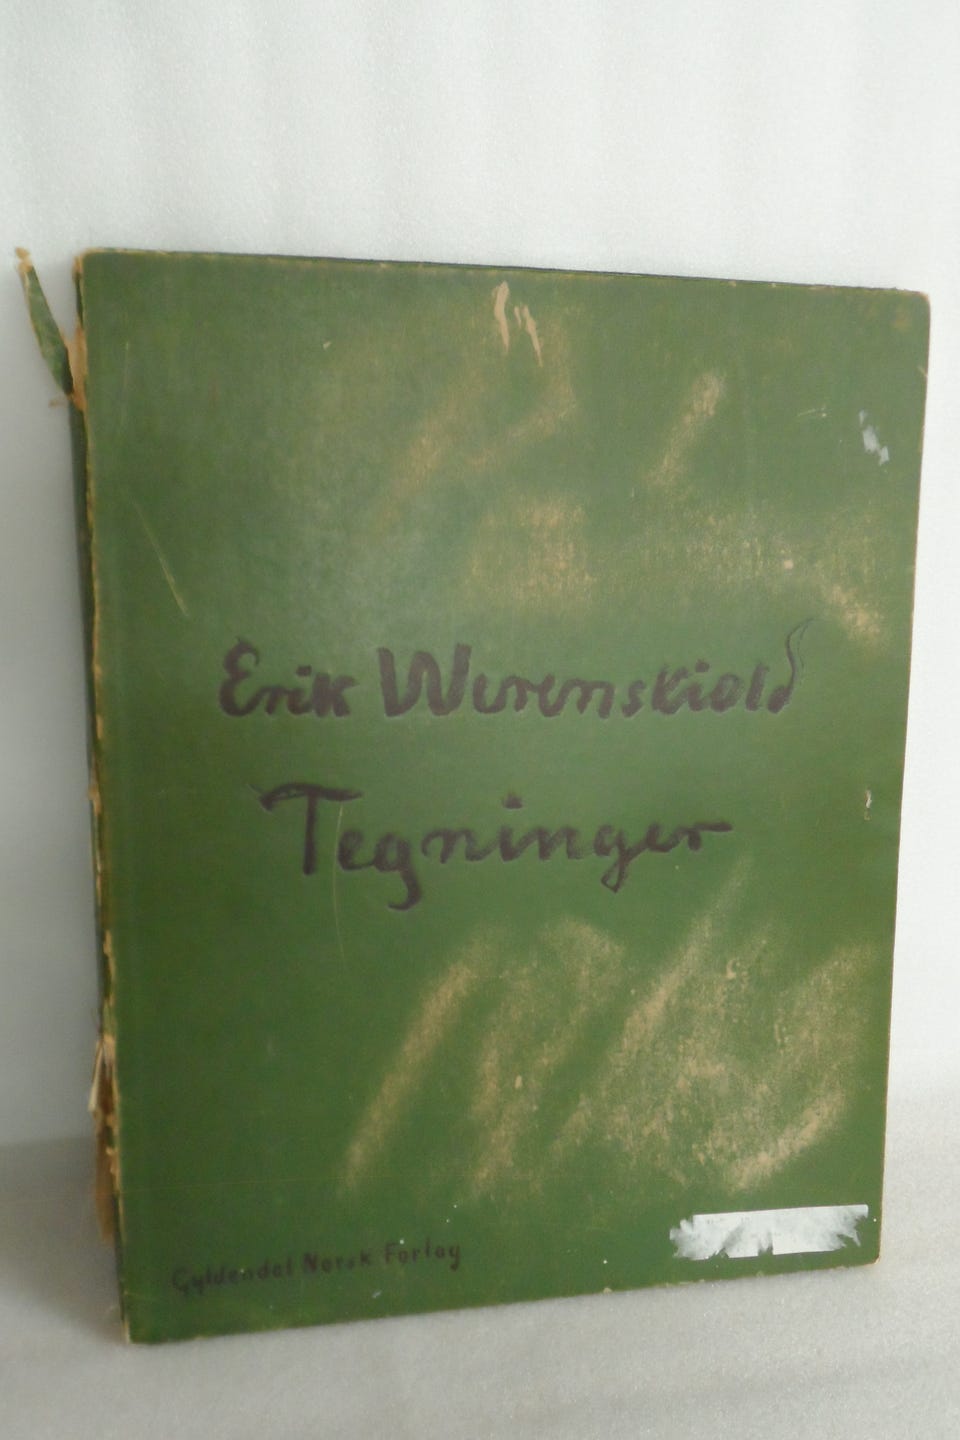 Erik Werenskiold
Tegninger
Gyldendal Norsk Forlag